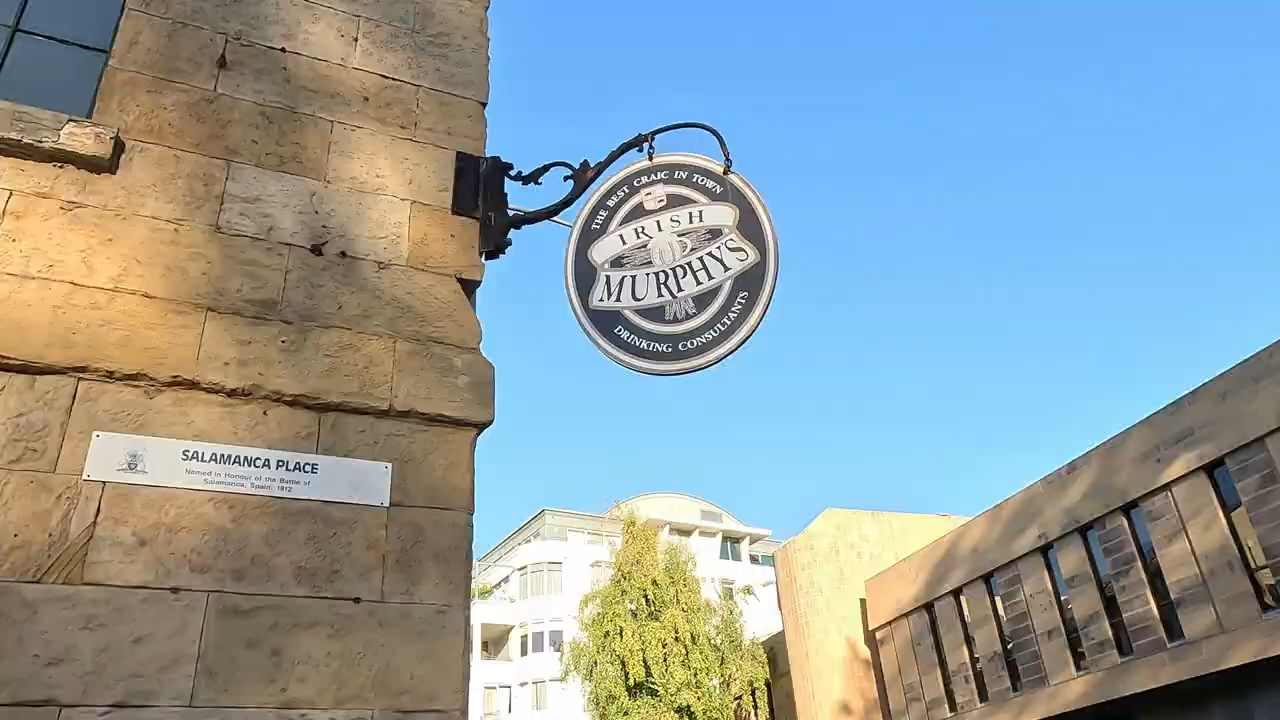 THE BEST CRAIC IN TOWN
IRISH
MURPHY'S
DRINKING CONSULTANTS
SALAMANCA PLACE
Named in Honour of the Battle of
Salamanca, Spain, 1812